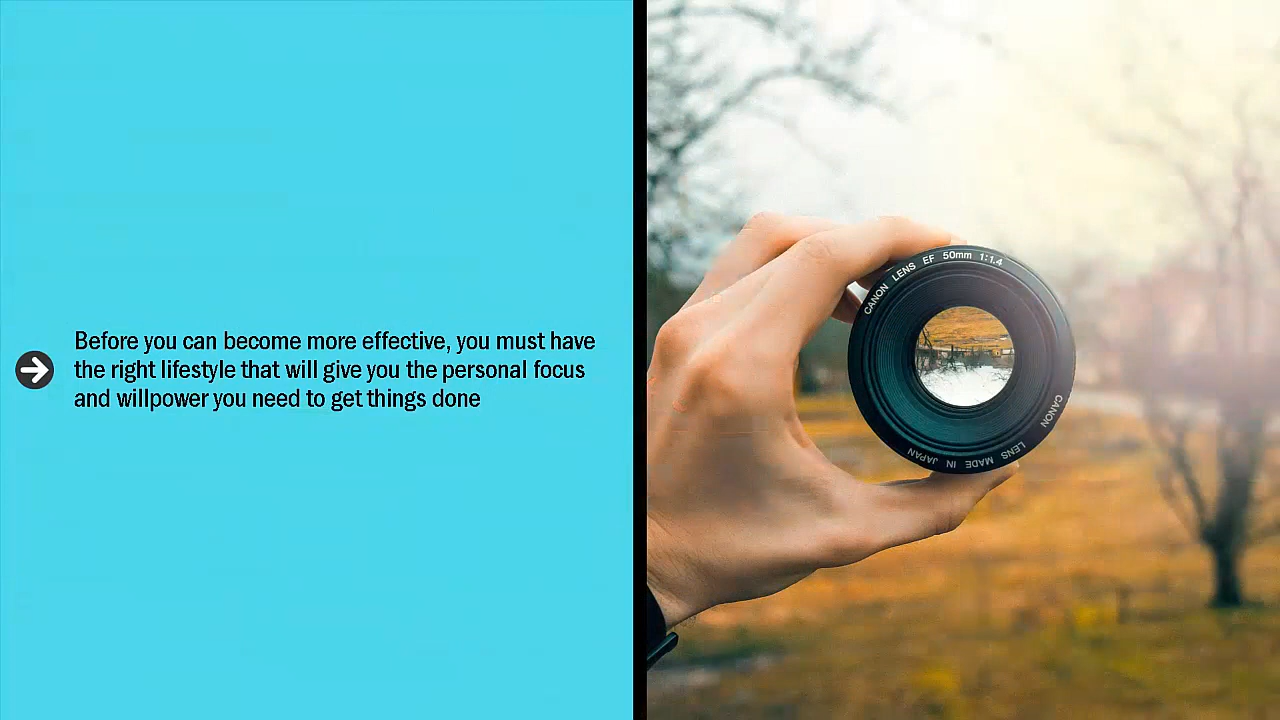 Before you can become more effective, you must have
the right lifestyle that will give you the personal focus
and willpower you need to get things done
CANON LENS EF 50mm 1:1.4
CANON LENS MADE IN JAPAN